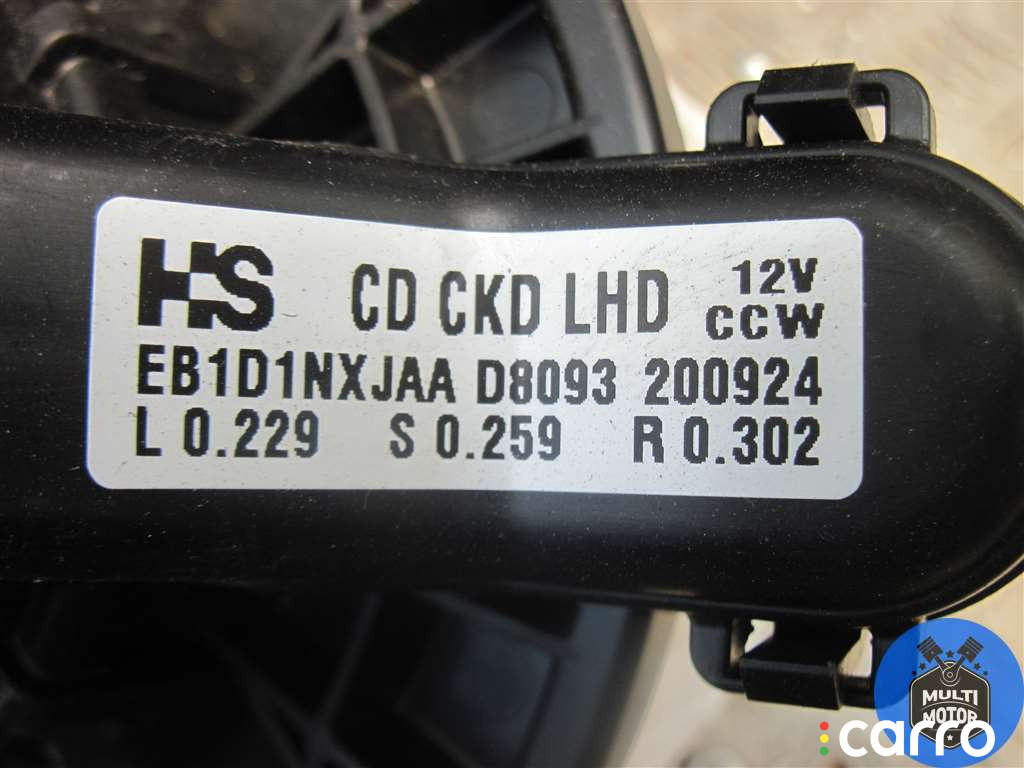 HS CD CKD LHD 12V
CCW
EB1D1NXJAA D8093 200924
L 0.229 S 0.259 R 0.302
MULTI
MOTOR
carro